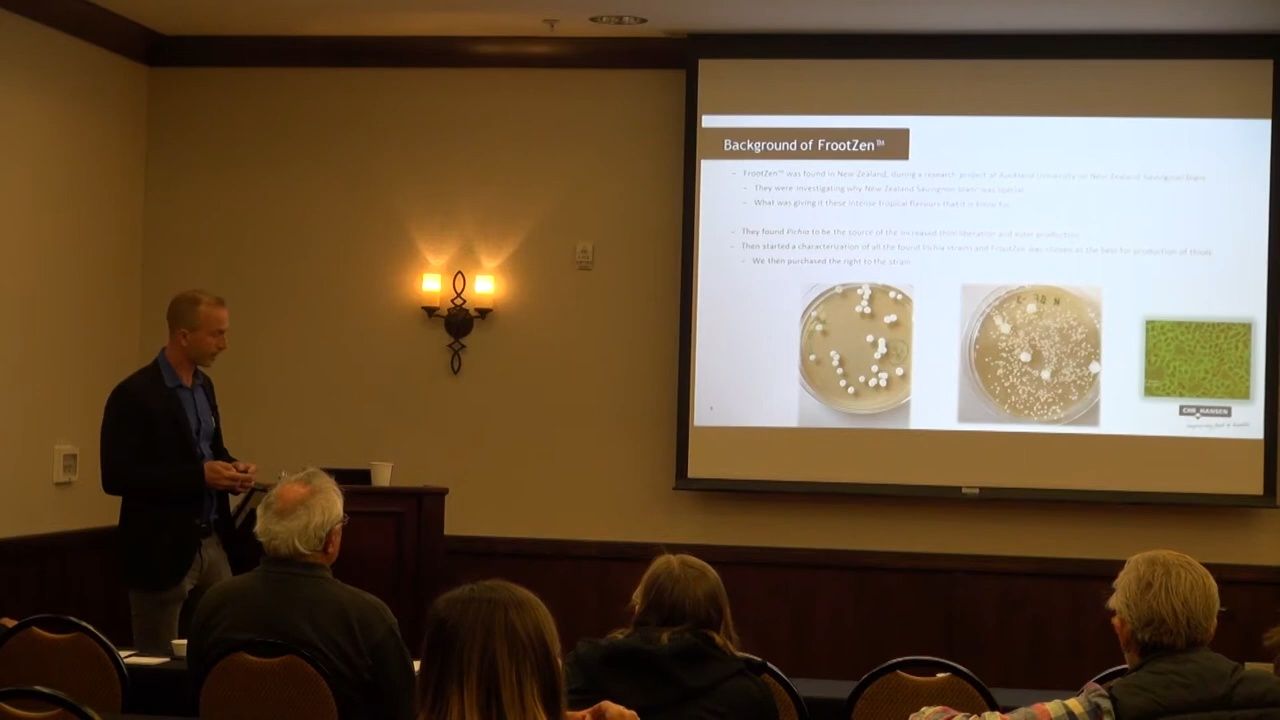 Background of FrootZen™
– FrootZen™ was found in New Zealand, during a research project at Auckland University on New Zealand Sauvignon blanc
– They were investigating why New Zealand Sauvignon blanc was special
– What was giving it these intense tropical flavours that it is know for
– They found Pichia to be the source of the increased thiol liberation and ester production
– Then started a characterization of all the found Pichia strains and FrootZen was chosen as the best for production of thiols
– We then purchased the right to the strain
CHR HANSEN